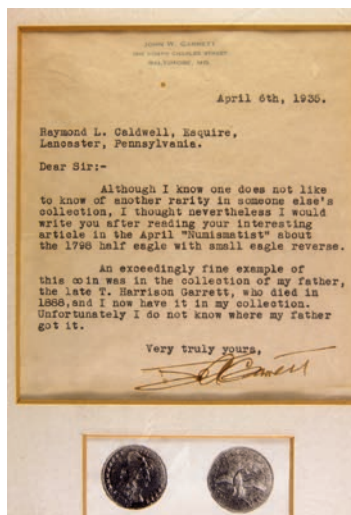 JOHN W. GARRETT
NORTH CHARLES STREET
BALTIMORE, MD.
April 6th, 1935.
Raymond L. Caldwell, Esquire,
Lancaster, Pennsylvania.
Dear Sir:-
Although I know one does not like
to know of another rarity in someone else's
collection, I thought nevertheless I would
write you after reading your interesting
article in the April "Numismatist" about
the 1798 half eagle with small eagle reverse.
An exceedingly fine example of
this coin was in the collection of my father,
the late T. Harrison Garrett, who died in
1888,and I now have it in my collection.
Unfortunately I do not know where my father
got it.
Very truly yours,